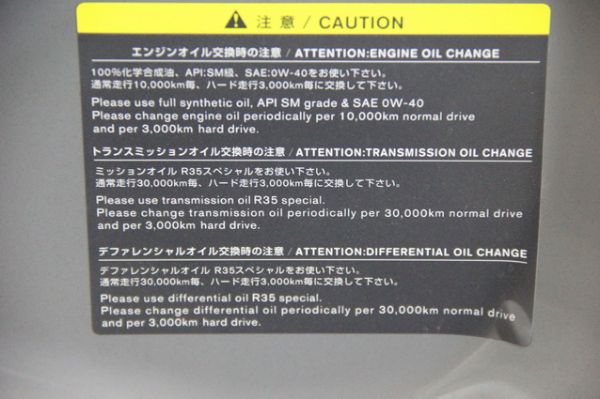 注意 / CAUTION
エンジンオイル交換時の注意 / ATTENTION:ENGINE OIL CHANGE
100%化学合成油、API:SM級、SAE:0W-40をお使い下さい。
通常走行10,000km毎、ハード走行3,000km毎に交換して下さい。
Please use full synthetic oil, API SM grade & SAE 0W-40
Please change engine oil periodically per 10,000km normal drive
and per 3,000km hard drive.
トランスミッションオイル交換時の注意 / ATTENTION:TRANSMISSION OIL CHANGE
ミッションオイル R35スペシャルをお使い下さい。
通常走行30,000km毎、ハード走行3,000km毎に交換して下さい。
Please use transmission oil R35 special.
Please change transmission oil periodically per 30,000km normal drive
and per 3,000km hard drive.
デファレンシャルオイル交換時の注意 / ATTENTION:DIFFERENTIAL OIL CHANGE
デファレンシャルオイル R35スペシャルをお使い下さい。
通常走行30,000km毎、ハード走行3,000km毎に交換して下さい。
Please use differential oil R35 special.
Please change differential oil periodically per 30,000km normal drive
and per 3,000km hard drive.